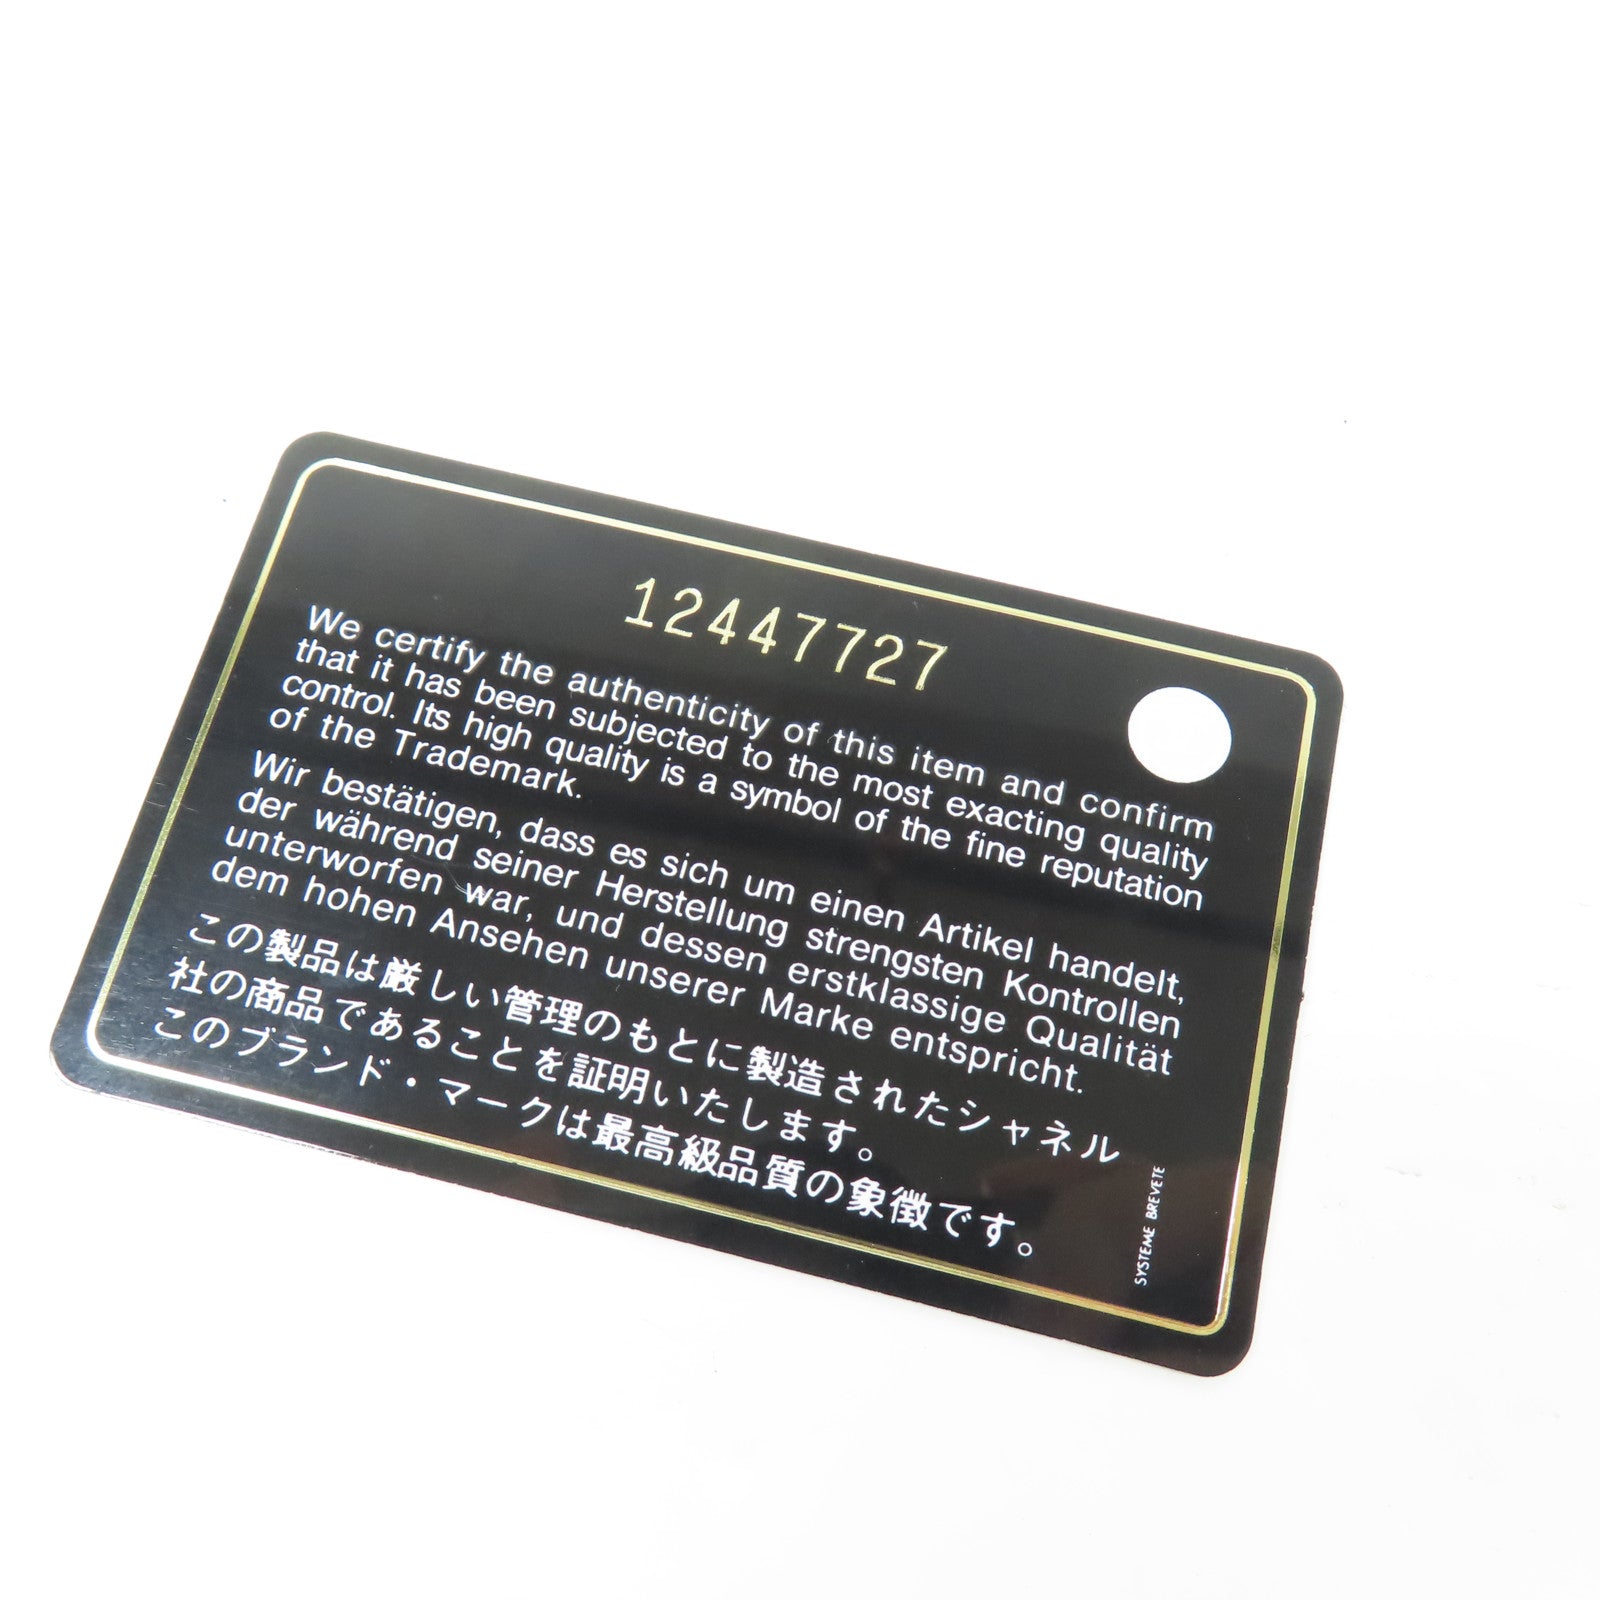 12447727
We certify the authenticity of this item and confirm
that it has been subjected to the most exacting quality
control. Its high quality is a symbol of the fine reputation
of the Trademark.
Wir bestätigen, dass es sich um einen Artikel handelt,
der während seiner Herstellung strengsten Kontrollen
unterworfen war, und dessen erstklassige Qualität
dem hohen Ansehen unserer Marke entspricht.
この製品は厳しい管理のもとに製造されたシャネル
社の商品であることを証明いたします。
このブランド・マークは最高級品質の象徴です。
SYSTEME BREVETE